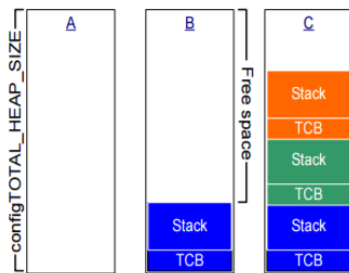 A
B
C
configTOTAL_HEAP_SIZE
Free space
Stack
TCB
Stack
TCB
Stack
TCB
Stack
TCB